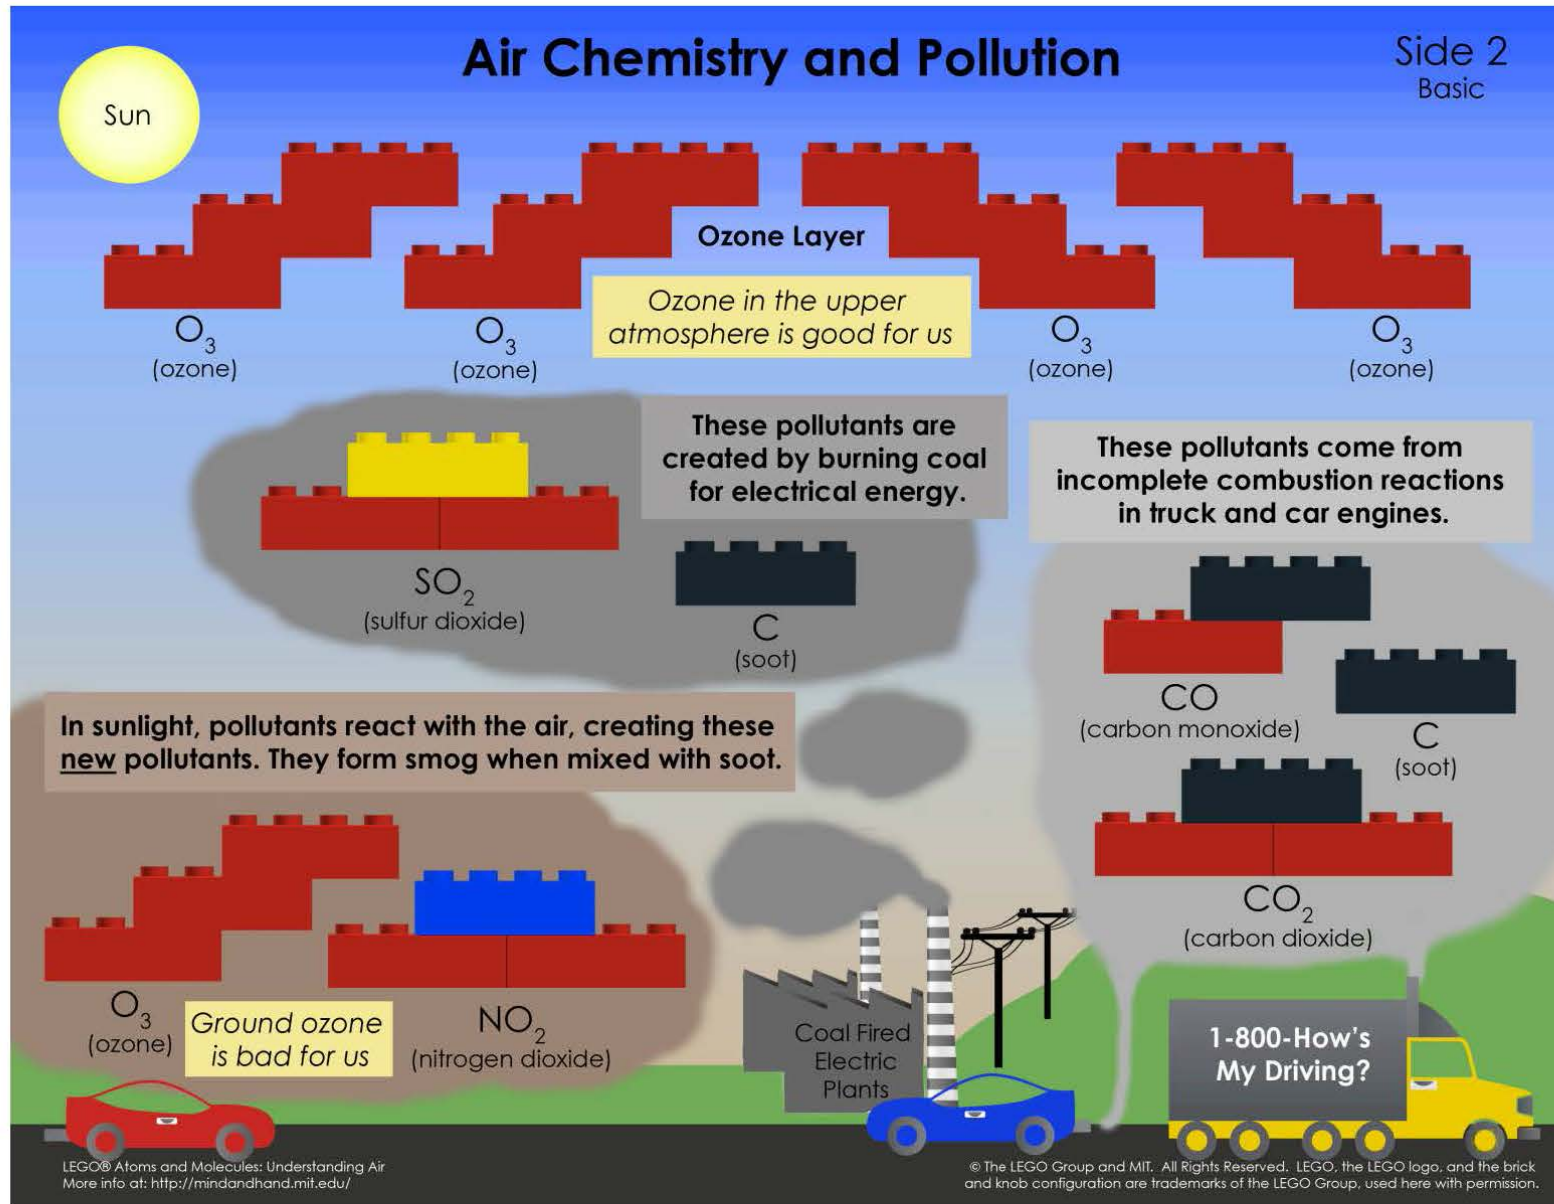 Air Chemistry and Pollution
Side 2
Basic
Sun
Ozone Layer
Ozone in the upper
atmosphere is good for us
O₃
(ozone)
O₃
(ozone)
O₃
(ozone)
O₃
(ozone)
These pollutants are
created by burning coal
for electrical energy.
SO₂
(sulfur dioxide)
C
(soot)
These pollutants come from
incomplete combustion reactions
in truck and car engines.
CO
(carbon monoxide)
C
(soot)
CO₂
(carbon dioxide)
In sunlight, pollutants react with the air, creating these
new pollutants. They form smog when mixed with soot.
O₃
(ozone)
Ground ozone
is bad for us
NO₂
(nitrogen dioxide)
Coal Fired
Electric
Plants
1-800-How's
My Driving?
LEGO® Atoms and Molecules: Understanding Air
More info at: http://mindandhand.mit.edu/
© The LEGO Group and MIT. All Rights Reserved. LEGO, the LEGO logo, and the brick
and knob configuration are trademarks of the LEGO Group, used here with permission.